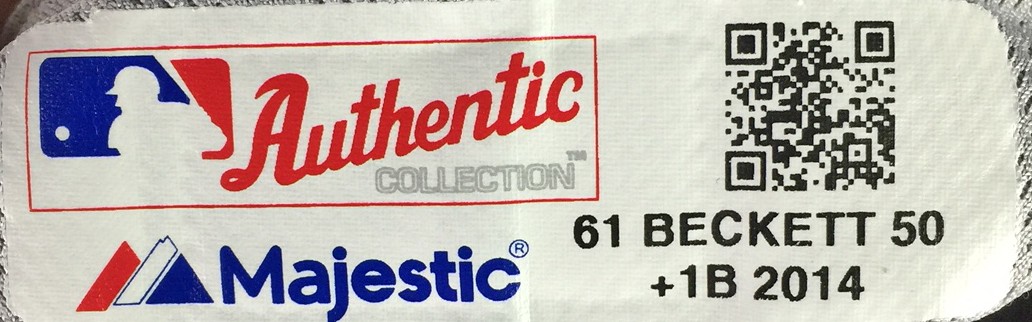 Authentic
COLLECTION™
Majestic®
61 BECKETT 50
+1B 2014